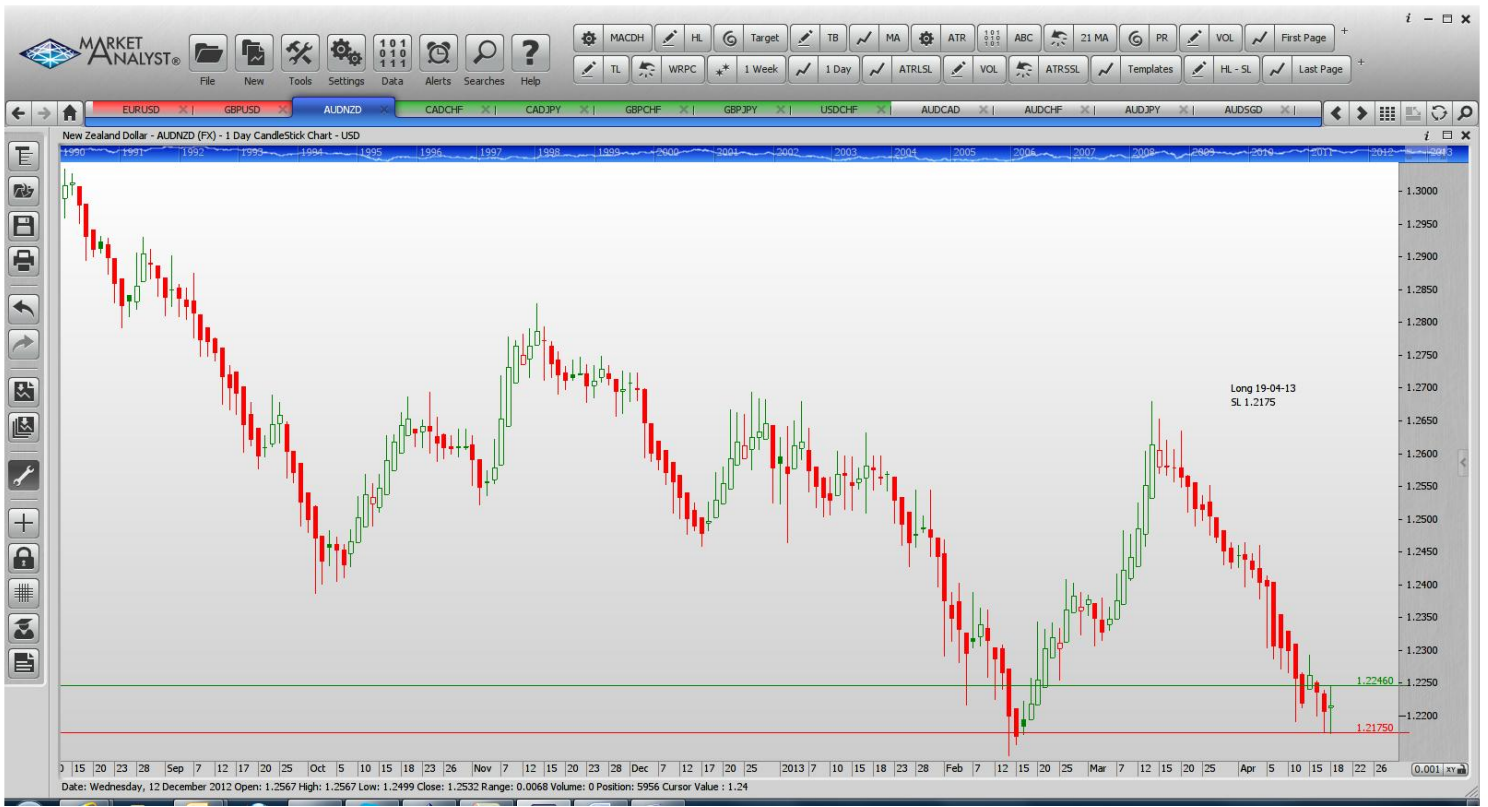 MARKET
ANALYST®
File New Tools Settings Data Alerts Searches Help
MACDH HL Target TB MA ATR ABC 21 MA PR VOL First Page
TL WRPC 1 Week 1 Day ATRLSL VOL ATRSSL Templates HL - SL Last Page
EURUSD GBPUSD AUDNZD CADCHF CADJPY GBPCHF GBPJPY USDCHF AUDCAD AUDCHF AUDJPY AUDSGD
New Zealand Dollar - AUDNZD (FX) - 1 Day CandleStick Chart - USD
1990 1991 1992 1993 1994 1995 1996 1997 1998 1999 2000 2001 2002 2003 2004 2005 2006 2007 2008 2009 2010 2011 2012 2013
1.3000
1.2950
1.2900
1.2850
1.2800
1.2750
1.2700
Long 19-04-13
SL 1.2175
1.2650
1.2600
1.2550
1.2500
1.2450
1.2400
1.2350
1.2300
1.22460
1.2250
1.2200
1.21750
15 20 23 28 Sep 7 12 17 20 25 Oct 5 10 15 18 23 26 Nov 7 12 15 20 23 28 Dec 7 12 17 20 25 2013 7 10 15 18 23 28 Feb 7 12 15 20 25 Mar 7 12 15 20 25 Apr 5 10 15 18 22 26 0.001 XY
Date: Wednesday, 12 December 2012 Open: 1.2567 High: 1.2567 Low: 1.2499 Close: 1.2532 Range: 0.0068 Volume: 0 Position: 5956 Cursor Value : 1.24